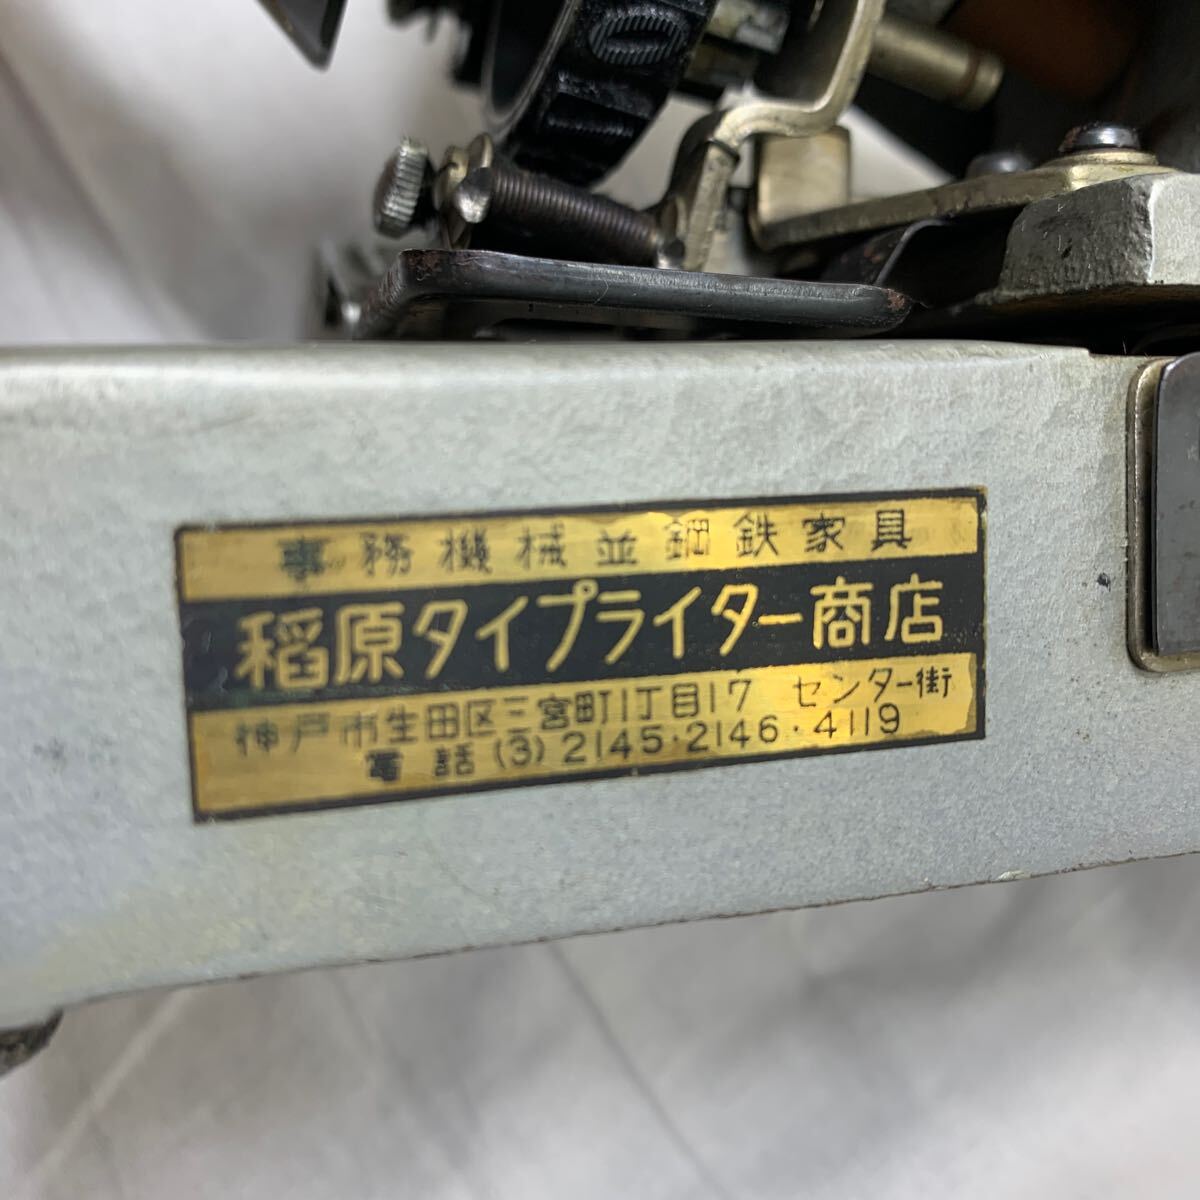 事務機械並鋼鉄家具
稻原タイプライター商店
神戸市生田区三宮町1丁目17 センター街
電話 (3) 2145・2146・4119